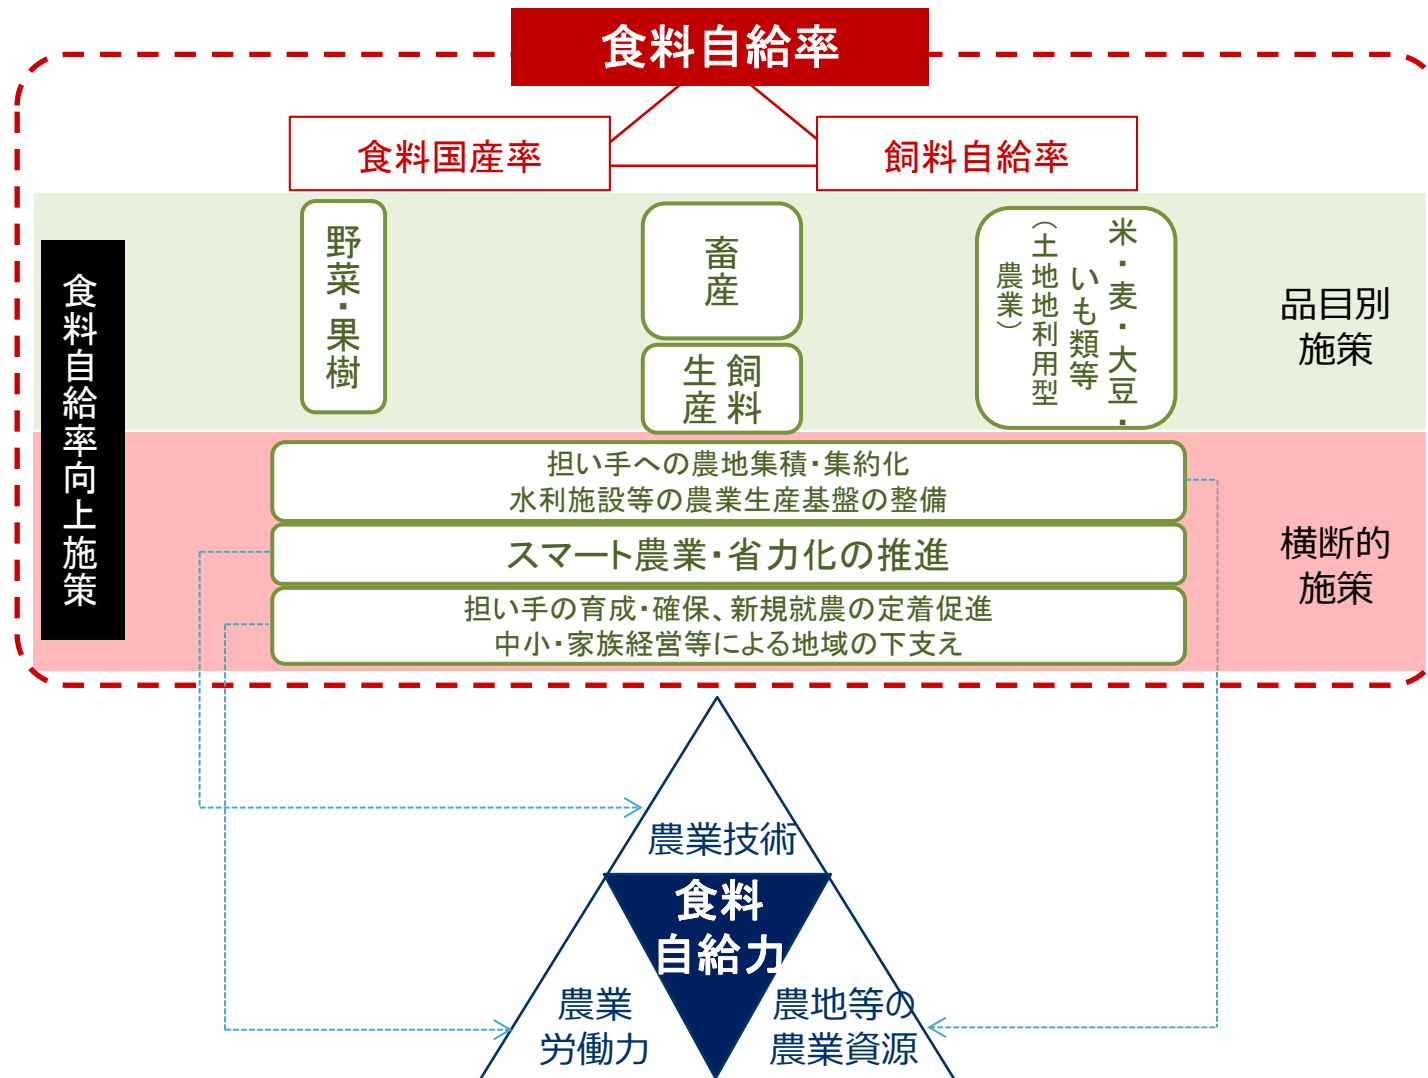 食料自給率
食料国産率
飼料自給率
食料自給率向上施策
野菜・果樹
畜産
飼料
生産
米・麦・大豆・
いも類等
（土地地利用型
農業）
品目別
施策
担い手への農地集積・集約化
水利施設等の農業生産基盤の整備
スマート農業・省力化の推進
担い手の育成・確保、新規就農の定着促進
中小・家族経営等による地域の下支え
横断的
施策
農業技術
食料
自給力
農業
労働力
農地等の
農業資源